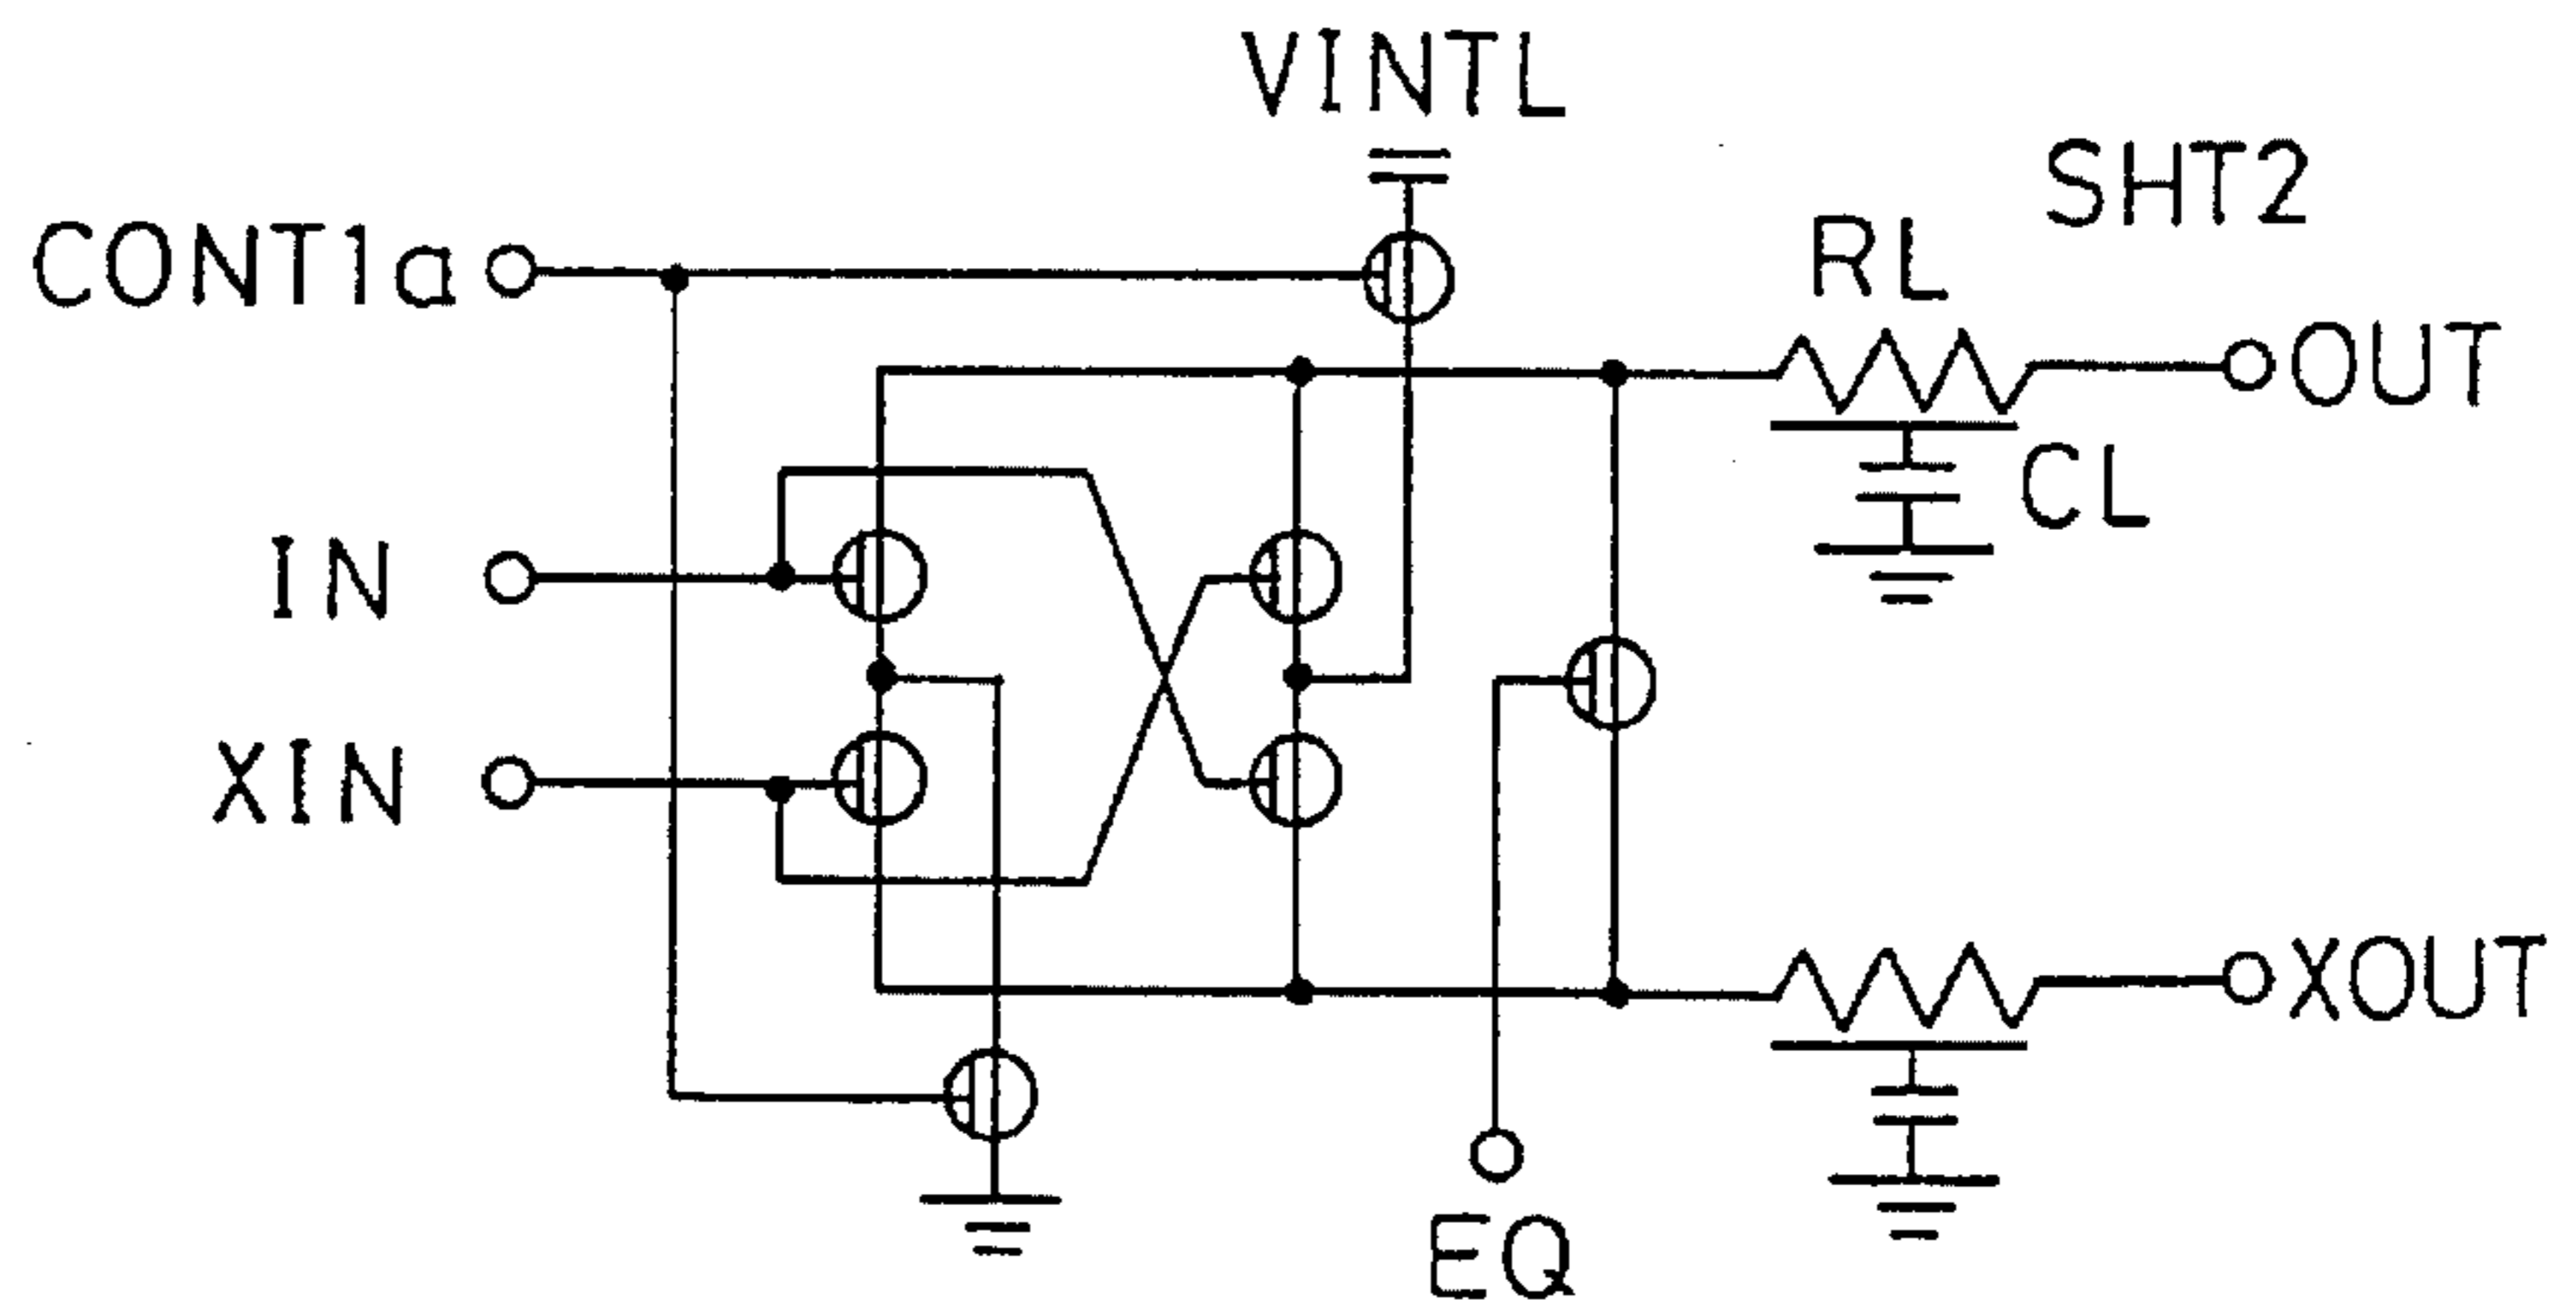 VINTL
SHT2
CONT1a
RL
OUT
CL
IN
XIN
XOUT
EQ